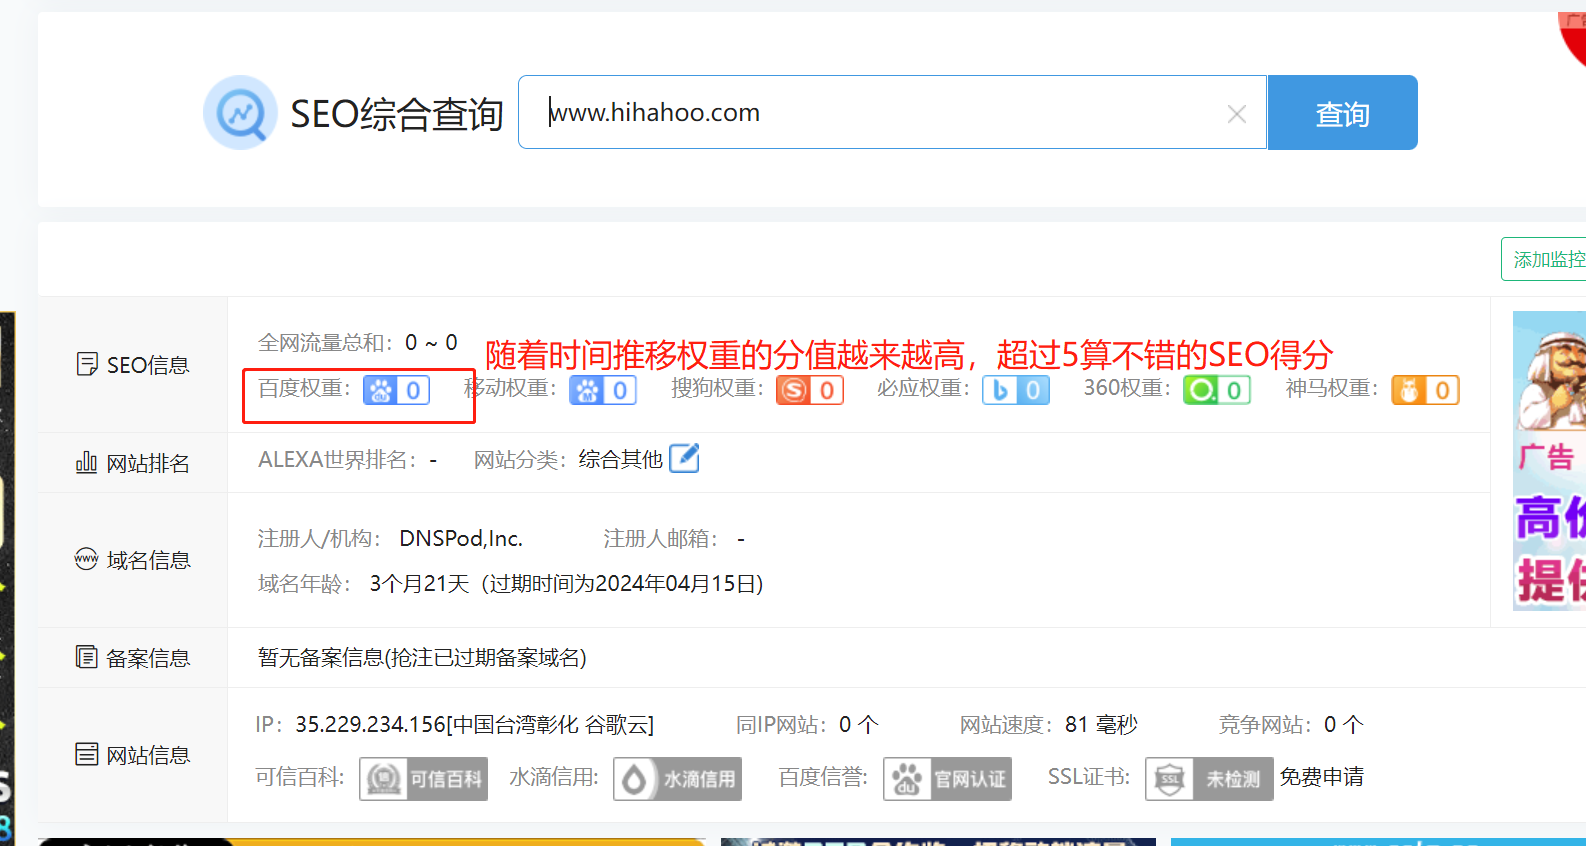 广告
SEO综合查询
www.hihahoo.com
查询
添加监控
SEO信息
全网流量总和： 0 ~ 0
随着时间推移权重的分值越来越高，超过5算不错的SEO得分
百度权重： du 0 移动权重： 0 搜狗权重： S 0 必应权重： b 0 360权重： 0 神马权重： 0
网站排名
ALEXA世界排名： - 网站分类： 综合其他
www 域名信息
注册人/机构： DNSPod,Inc. 注册人邮箱： -
域名年龄： 3个月21天（过期时间为2024年04月15日）
备案信息
暂无备案信息(抢注已过期备案域名)
网站信息
IP： 35.229.234.156[中国台湾彰化 谷歌云] 同IP网站： 0 个 网站速度： 81 毫秒 竞争网站： 0 个
可信百科： 可信百科 水滴信用： 水滴信用 百度信誉： du 官网认证 SSL证书： SSL 未检测 免费申请
广告
高价
提供